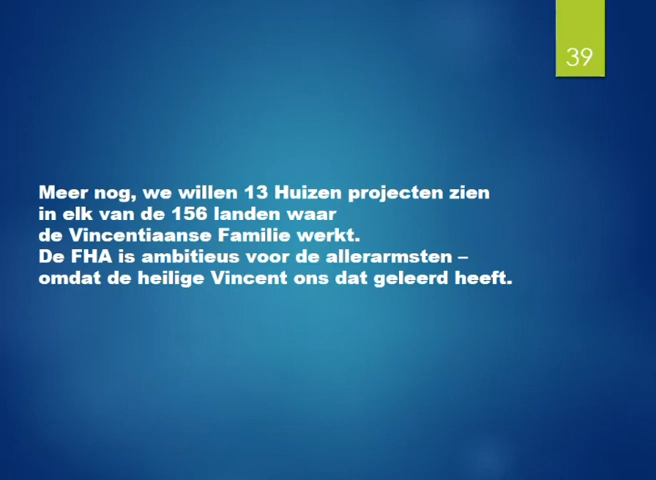 39
Meer nog, we willen 13 Huizen projecten zien
in elk van de 156 landen waar
de Vincentiaanse Familie werkt.
De FHA is ambitieus voor de allerarmsten –
omdat de heilige Vincent ons dat geleerd heeft.